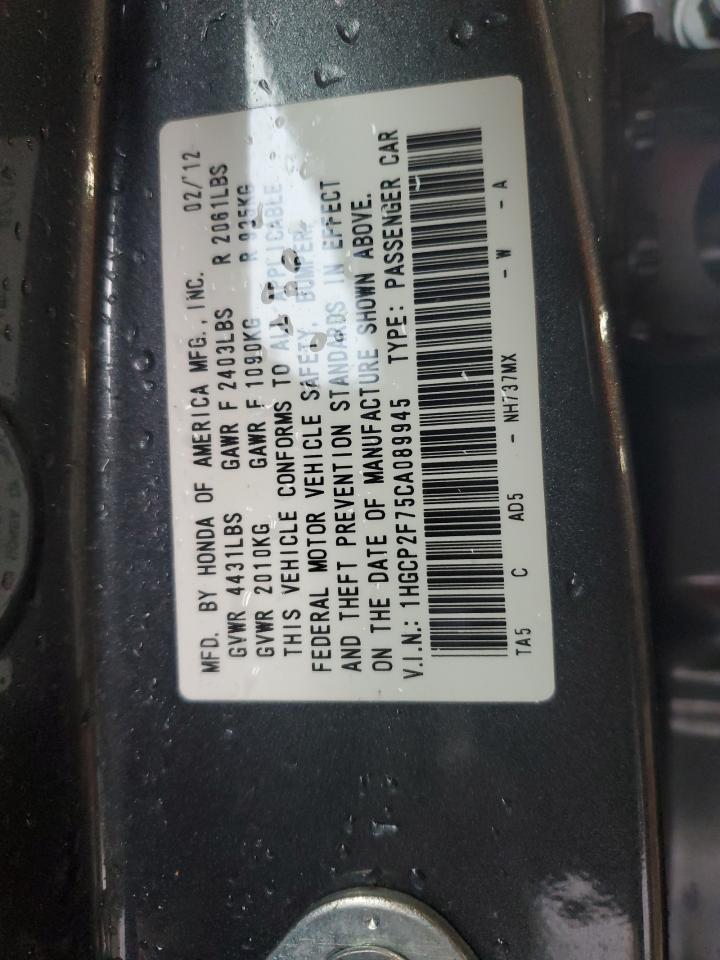 MFD. BY HONDA OF AMERICA MFG., INC. 02/'12
GVWR 4431LBS GAWR F 2403LBS R 2061LBS
GVWR 2010KG GAWR F 1090KG R 935KG
THIS VEHICLE CONFORMS TO ALL APPLICABLE
FEDERAL MOTOR VEHICLE SAFETY, BUMPER,
AND THEFT PREVENTION STANDARDS IN EFFECT
ON THE DATE OF MANUFACTURE SHOWN ABOVE.
V.I.N.: 1HGCP2F75CA089945 TYPE: PASSENGER CAR
TA5 C AD5 - NH737MX - W - A